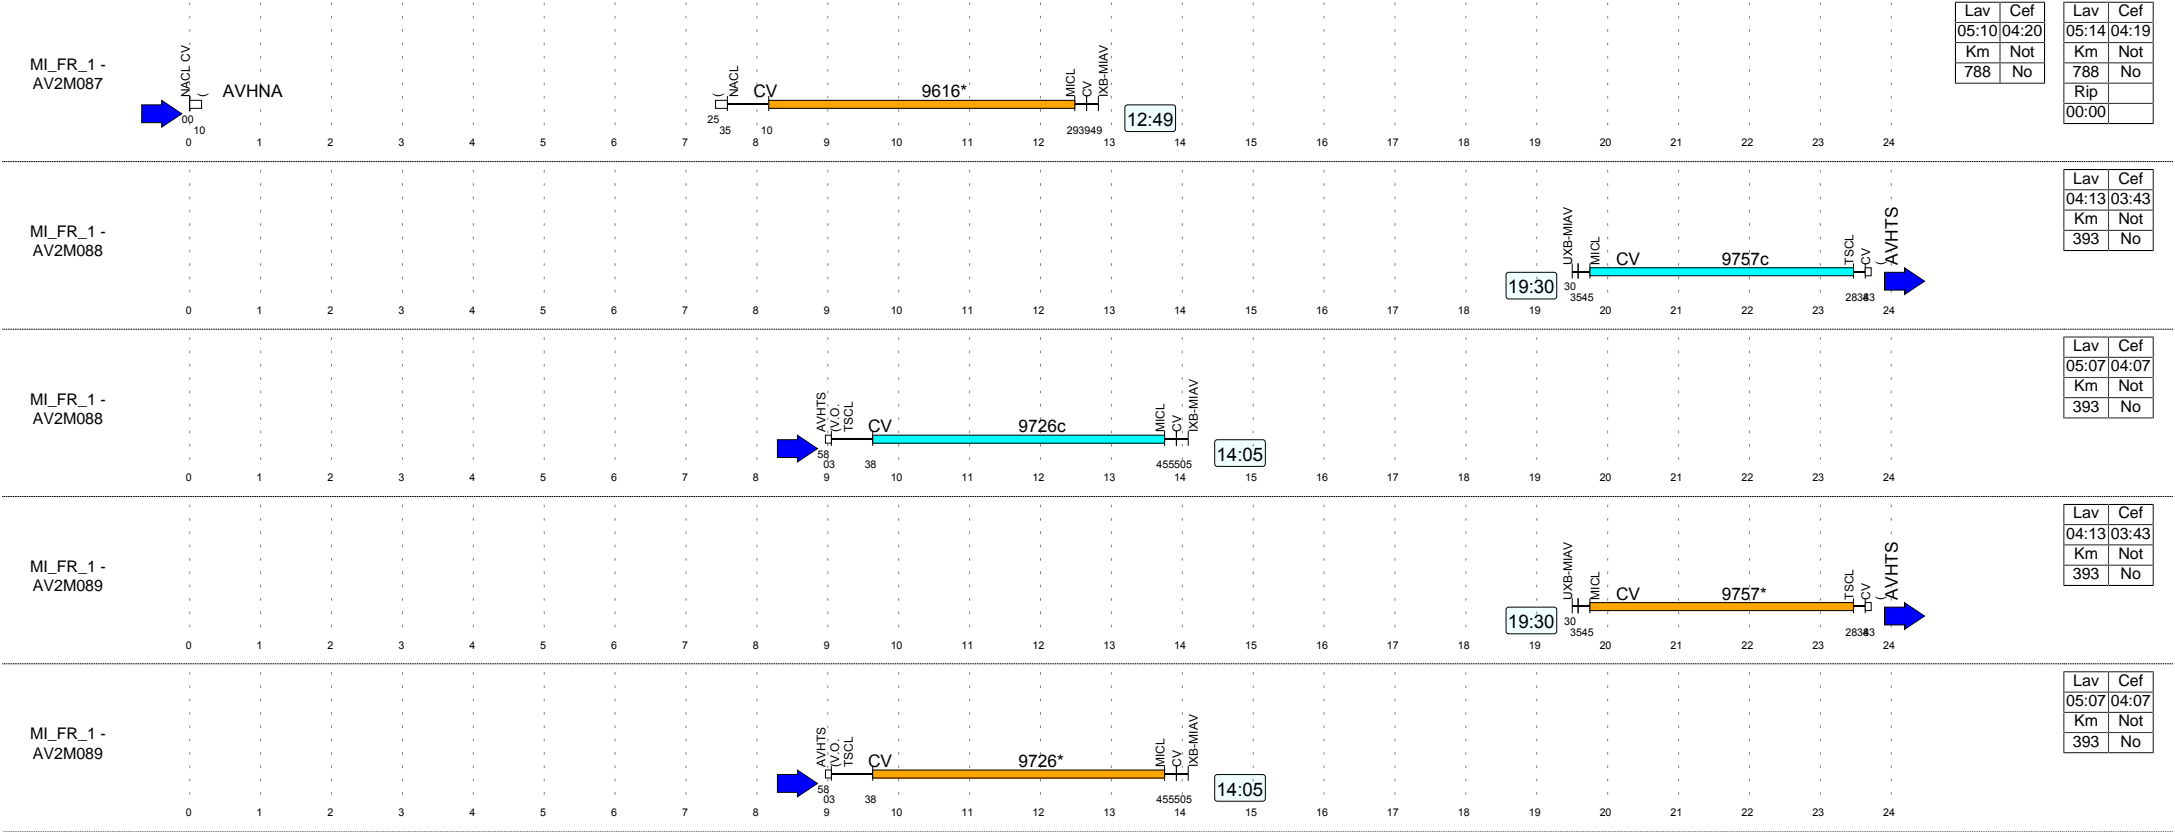 MI_FR_1 -
AV2M087
NACL CV
(
AVHNA
(
NACL
CV
9616*
MICL
CV
IXB-MIAV
00
10
25
35
10
293949
12:49
0 1 2 3 4 5 6 7 8 9 10 11 12 13 14 15 16 17 18 19 20 21 22 23 24
Lav Cef
05:10 04:20
Km Not
788 No
Lav Cef
05:14 04:19
Km Not
788 No
Rip
00:00
MI_FR_1 -
AV2M088
19:30
UXB-MIAV
MICL
CV
9757c
TSCL
CV
(
AVHTS
30
3545
0 1 2 3 4 5 6 7 8 9 10 11 12 13 14 15 16 17 18 19 20 21 22 23 24
Lav Cef
04:13 03:43
Km Not
393 No
MI_FR_1 -
AV2M088
AVHTS
(V.O.
TSCL
CV
9726c
MICL
CV
IXB-MIAV
58
03
38
455505
14:05
0 1 2 3 4 5 6 7 8 9 10 11 12 13 14 15 16 17 18 19 20 21 22 23 24
Lav Cef
05:07 04:07
Km Not
393 No
MI_FR_1 -
AV2M089
19:30
UXB-MIAV
MICL
CV
9757*
TSCL
CV
(
AVHTS
30
3545
0 1 2 3 4 5 6 7 8 9 10 11 12 13 14 15 16 17 18 19 20 21 22 23 24
Lav Cef
04:13 03:43
Km Not
393 No
MI_FR_1 -
AV2M089
AVHTS
(V.O.
TSCL
CV
9726*
MICL
CV
IXB-MIAV
58
03
38
455505
14:05
0 1 2 3 4 5 6 7 8 9 10 11 12 13 14 15 16 17 18 19 20 21 22 23 24
Lav Cef
05:07 04:07
Km Not
393 No